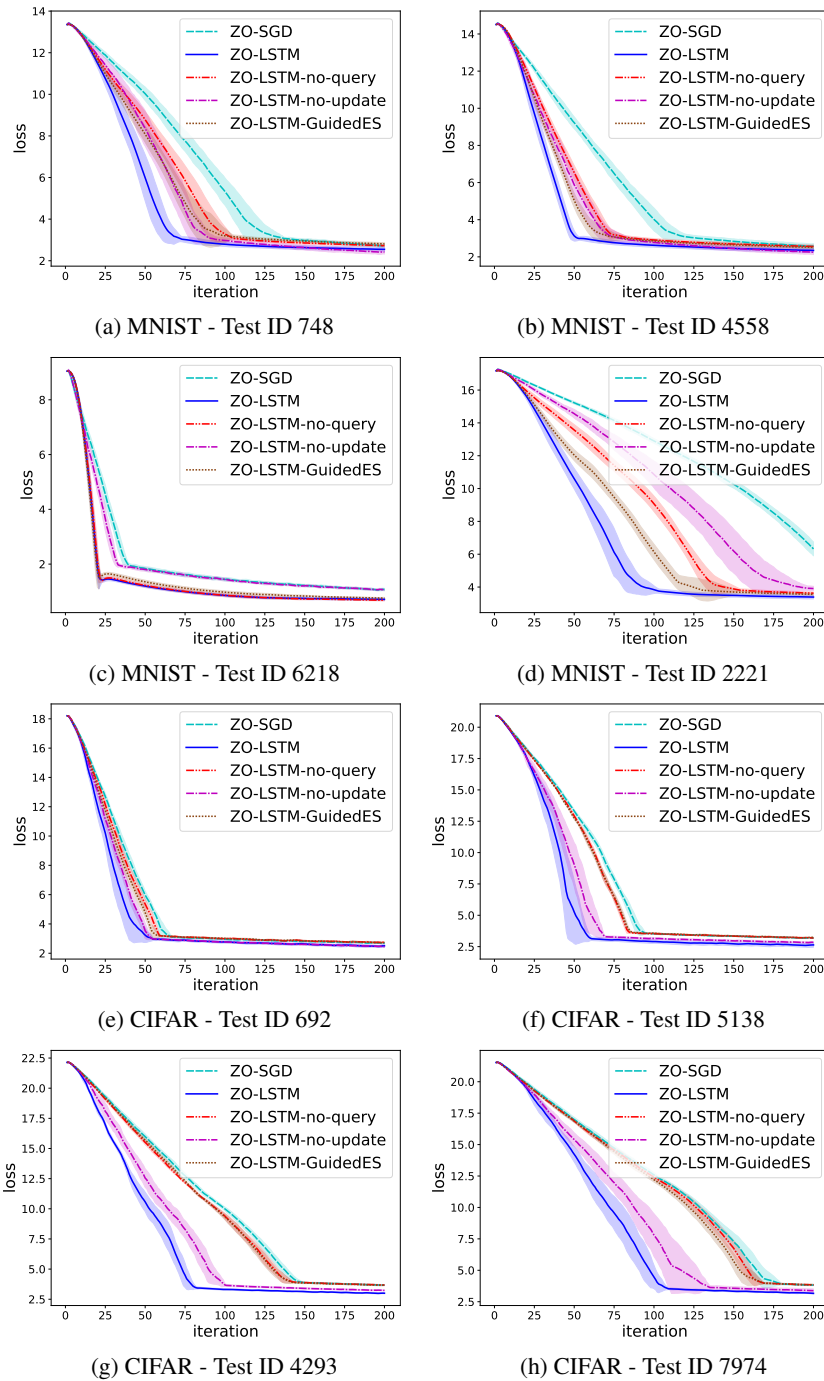 14
12
10
8
6
4
2
loss
0 25 50 75 100 125 150 175 200
iteration
ZO-SGD
ZO-LSTM
ZO-LSTM-no-query
ZO-LSTM-no-update
ZO-LSTM-GuidedES
(a) MNIST - Test ID 748
14
12
10
8
6
4
2
loss
0 25 50 75 100 125 150 175 200
iteration
ZO-SGD
ZO-LSTM
ZO-LSTM-no-query
ZO-LSTM-no-update
ZO-LSTM-GuidedES
(b) MNIST - Test ID 4558
8
6
4
2
loss
0 25 50 75 100 125 150 175 200
iteration
ZO-SGD
ZO-LSTM
ZO-LSTM-no-query
ZO-LSTM-no-update
ZO-LSTM-GuidedES
(c) MNIST - Test ID 6218
16
14
12
10
8
6
4
loss
0 25 50 75 100 125 150 175 200
iteration
ZO-SGD
ZO-LSTM
ZO-LSTM-no-query
ZO-LSTM-no-update
ZO-LSTM-GuidedES
(d) MNIST - Test ID 2221
18
16
14
12
10
8
6
4
2
loss
0 25 50 75 100 125 150 175 200
iteration
ZO-SGD
ZO-LSTM
ZO-LSTM-no-query
ZO-LSTM-no-update
ZO-LSTM-GuidedES
(e) CIFAR - Test ID 692
20.0
17.5
15.0
12.5
10.0
7.5
5.0
2.5
loss
0 25 50 75 100 125 150 175 200
iteration
ZO-SGD
ZO-LSTM
ZO-LSTM-no-query
ZO-LSTM-no-update
ZO-LSTM-GuidedES
(f) CIFAR - Test ID 5138
22.5
20.0
17.5
15.0
12.5
10.0
7.5
5.0
2.5
loss
0 25 50 75 100 125 150 175 200
iteration
ZO-SGD
ZO-LSTM
ZO-LSTM-no-query
ZO-LSTM-no-update
ZO-LSTM-GuidedES
(g) CIFAR - Test ID 4293
20.0
17.5
15.0
12.5
10.0
7.5
5.0
2.5
loss
0 25 50 75 100 125 150 175 200
iteration
ZO-SGD
ZO-LSTM
ZO-LSTM-no-query
ZO-LSTM-no-update
ZO-LSTM-GuidedES
(h) CIFAR - Test ID 7974